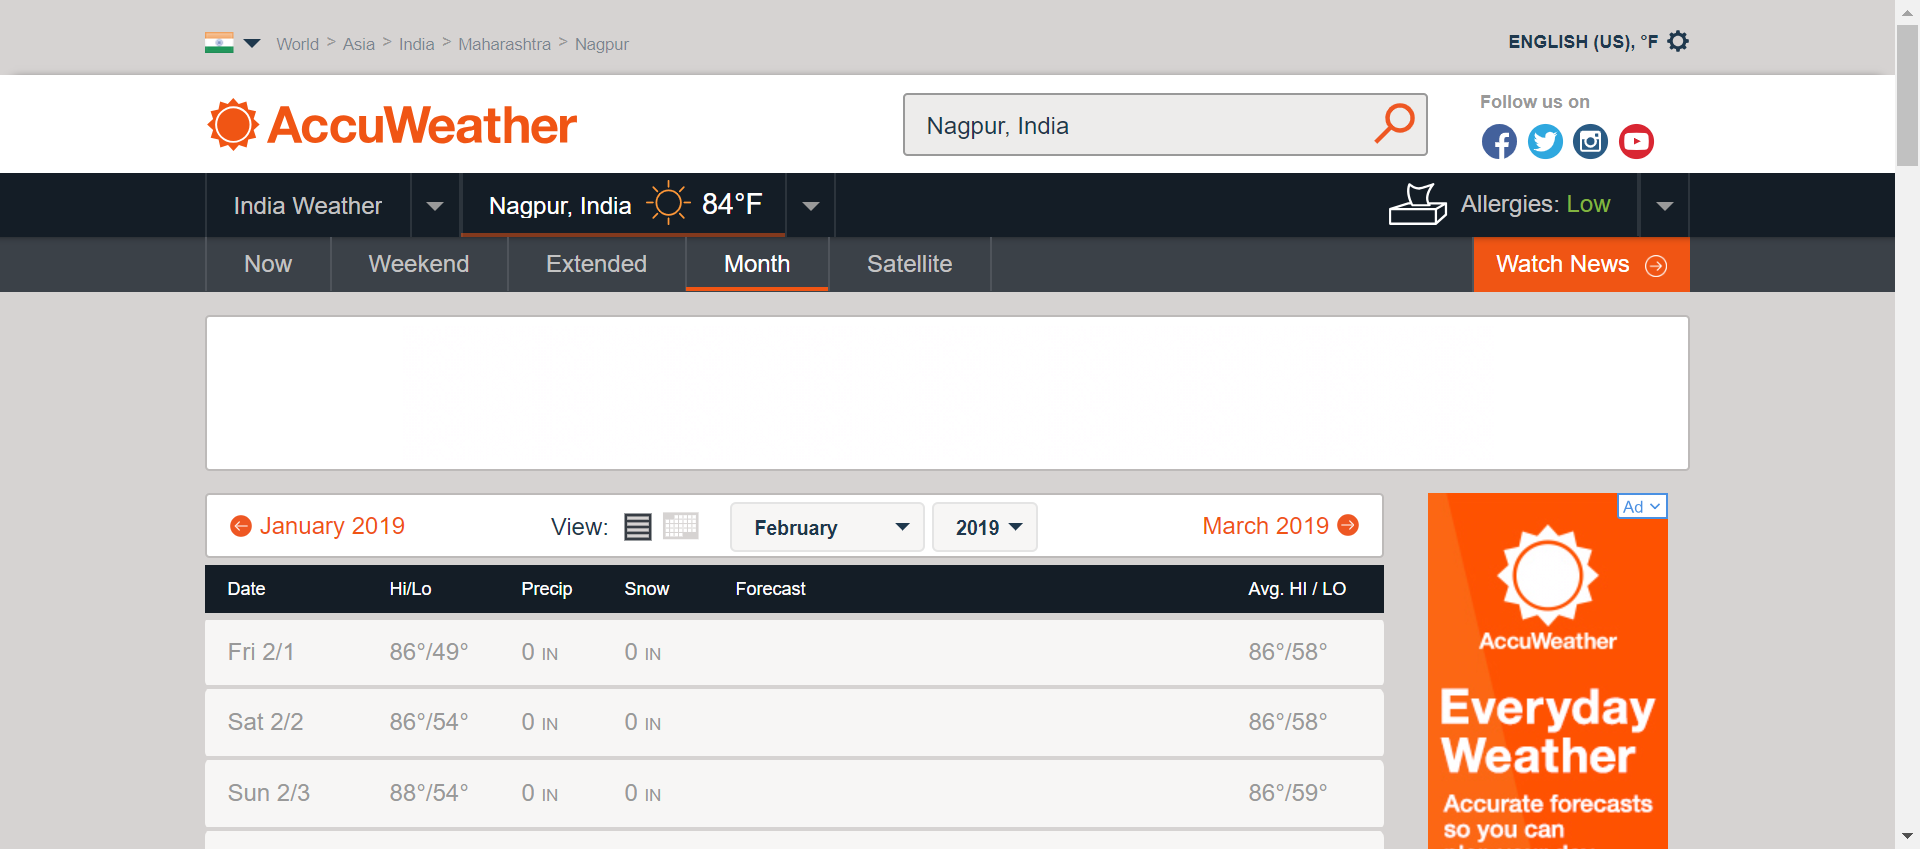 World > Asia > India > Maharashtra > Nagpur
ENGLISH (US), °F
AccuWeather
Nagpur, India
Follow us on
India Weather
Nagpur, India 84°F
Allergies: Low
Now Weekend Extended Month Satellite
Watch News
January 2019 View: February 2019 March 2019
Date Hi/Lo Precip Snow Forecast Avg. HI / LO
Fri 2/1 86°/49° 0 IN 0 IN 86°/58°
Sat 2/2 86°/54° 0 IN 0 IN 86°/58°
Sun 2/3 88°/54° 0 IN 0 IN 86°/59°
Ad
AccuWeather
Everyday
Weather
Accurate forecasts
so you can